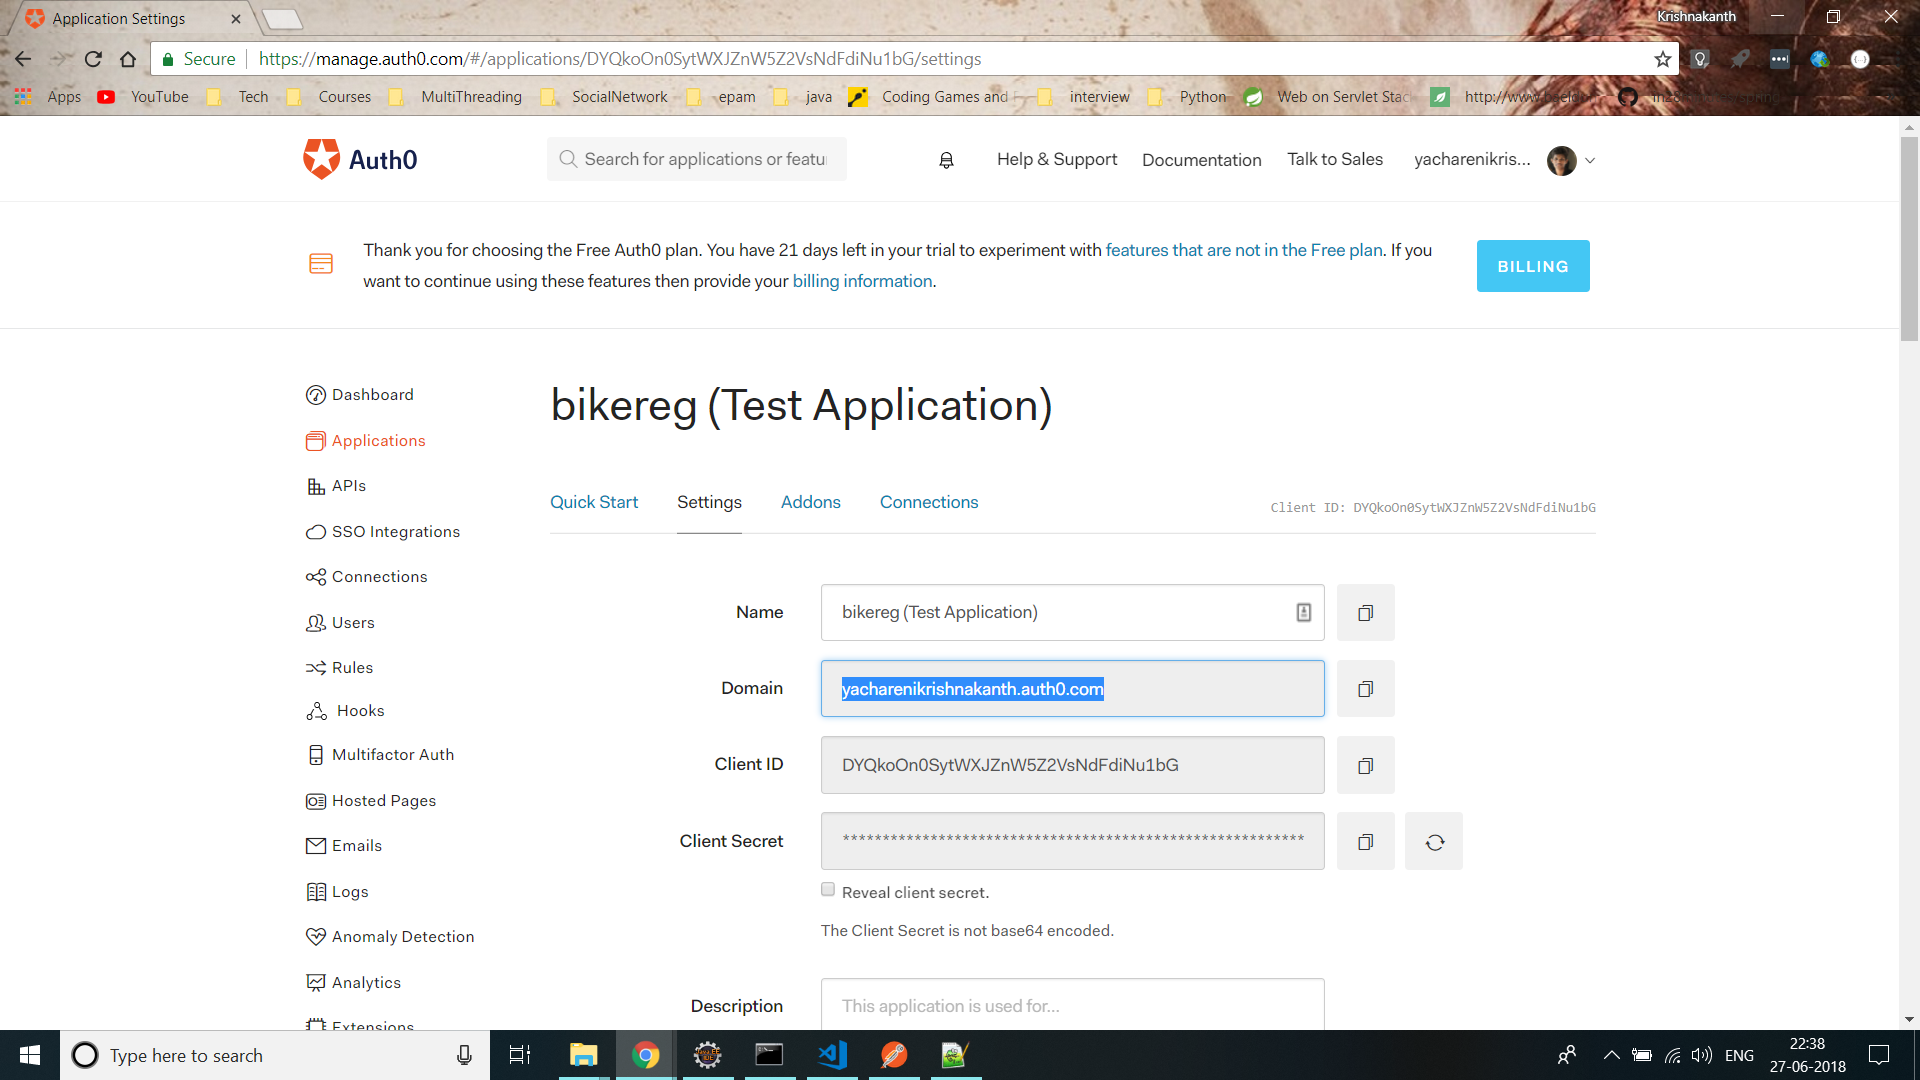 Application Settings
Krishnakanth
Secure
https://manage.auth0.com/#/applications/DYQkoOn0SytWXJZnW5Z2VsNdFdiNu1bG/settings
Apps YouTube Tech Courses MultiThreading SocialNetwork epam java Coding Games and interview Python Web on Servlet Stac
Auth0
Search for applications or featu
Help & Support Documentation Talk to Sales yacharenikris...
Thank you for choosing the Free Auth0 plan. You have 21 days left in your trial to experiment with features that are not in the Free plan. If you
want to continue using these features then provide your billing information.
BILLING
Dashboard
Applications
APIs
SSO Integrations
Connections
Users
Rules
Hooks
Multifactor Auth
Hosted Pages
Emails
Logs
Anomaly Detection
Analytics
Extensions
bikereg (Test Application)
Quick Start Settings Addons Connections
Client ID: DYQkoOn0SytWXJZnW5Z2VsNdFdiNu1bG
Name
bikereg (Test Application)
Domain
yacharenikrishnakanth.auth0.com
Client ID
DYQkoOn0SytWXJZnW5Z2VsNdFdiNu1bG
Client Secret
**********************************************************
Reveal client secret.
The Client Secret is not base64 encoded.
Description
This application is used for...
Type here to search
ENG
22:38
27-06-2018